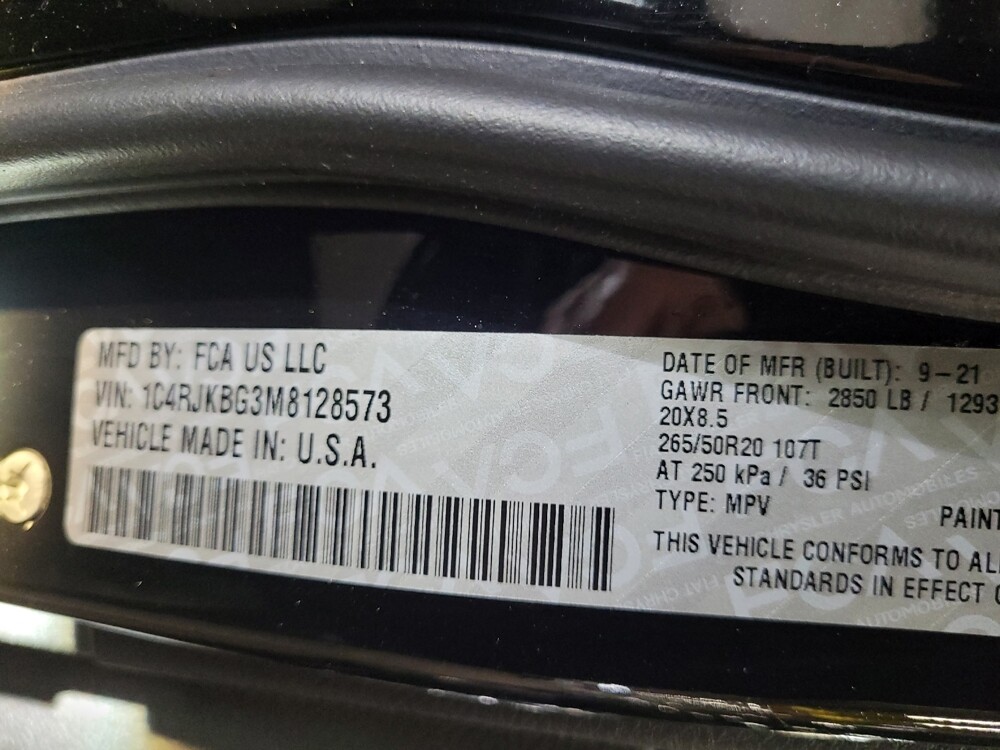 MFD BY: FCA US LLC
VIN: 1C4RJKBG3M8128573
VEHICLE MADE IN: U.S.A.
DATE OF MFR (BUILT): 9-21
GAWR FRONT: 2850 LB / 1293
20X8.5
265/50R20 107T
AT 250 kPa / 36 PSI
TYPE: MPV
PAINT
THIS VEHICLE CONFORMS TO ALL
STANDARDS IN EFFECT